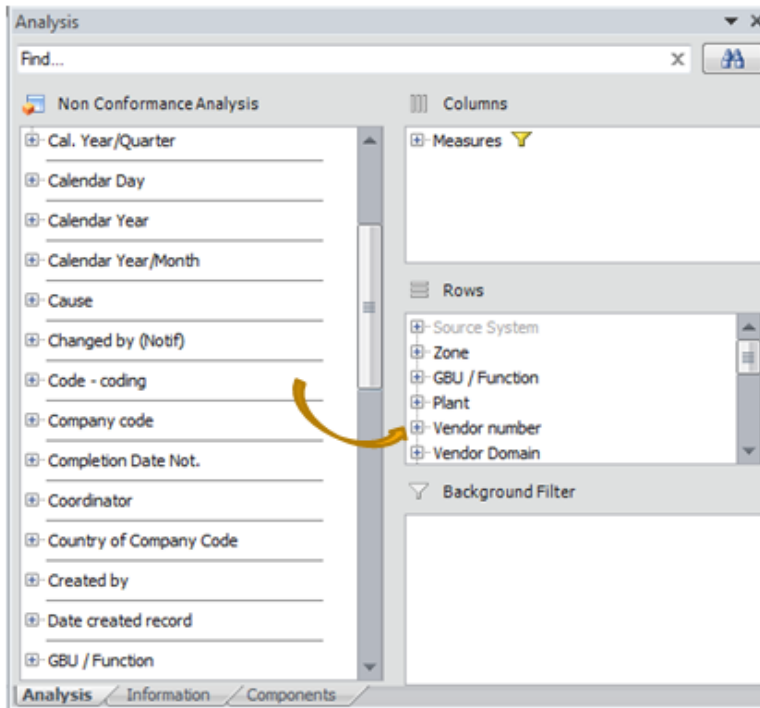 Analysis
Find...
Non Conformance Analysis
Cal. Year/Quarter
Calendar Day
Calendar Year
Calendar Year/Month
Cause
Changed by (Notif)
Code - coding
Company code
Completion Date Not.
Coordinator
Country of Company Code
Created by
Date created record
GBU / Function
Columns
Measures
Rows
Source System
Zone
GBU / Function
Plant
Vendor number
Vendor Domain
Background Filter
Analysis Information Components